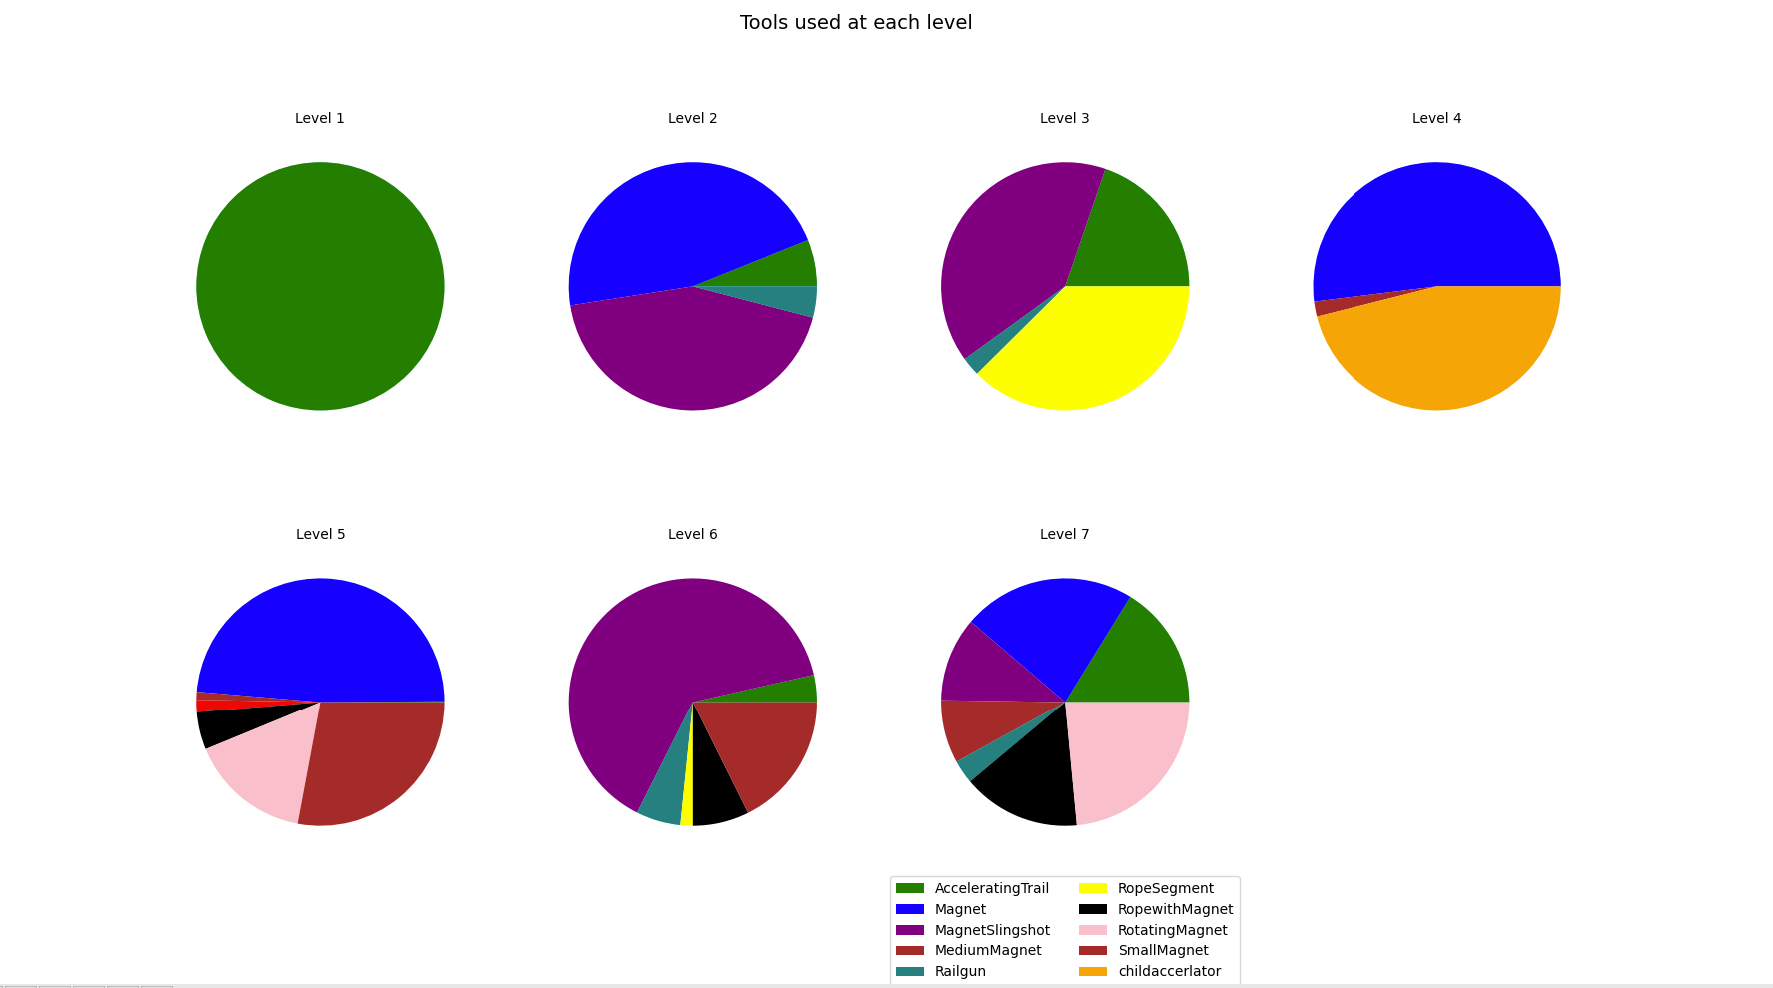 Tools used at each level
Level 1
Level 2
Level 3
Level 4
Level 5
Level 6
Level 7
AcceleratingTrail
Magnet
MagnetSlingshot
MediumMagnet
Railgun
RopeSegment
RopewithMagnet
RotatingMagnet
SmallMagnet
childaccerlator